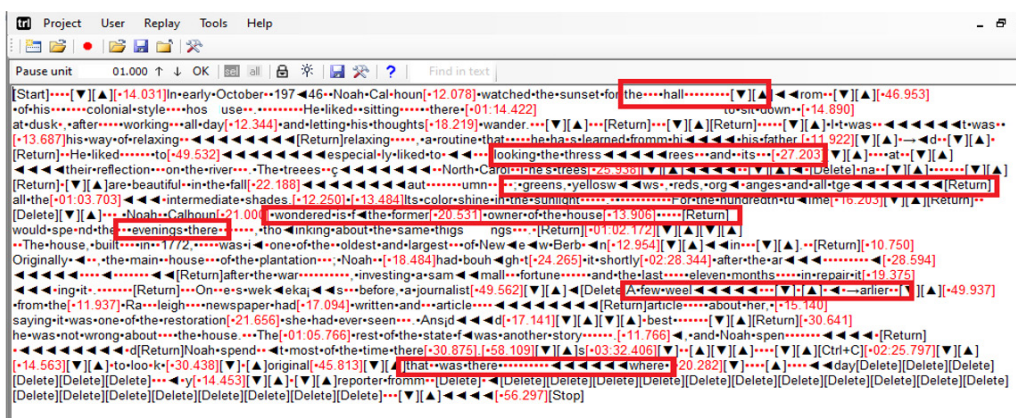 trl Project User Replay Tools Help
Pause unit 01.000 ↑ ↓ OK sel all ? Find in text
[Start]••••[▼][▲][•14.031]In•early•October••197◄46••Noah•Cal•houn[•12.078]•watched•the•sunset•for•the••••hall•••••••••[▼][▲]◄◄rom••[▼][▲][•46.953]
•of•his••••••colonial•style••••hos use••.•••••••••He•liked••sitting•••••there•[•01:14.422] to•sit•down••[•14.890]
at•dusk•,•after•••••working•••all•day[•12.344]•and•letting•his•thoughts[•18.219]•wander.•••[▼][▲]•••[Return]•••[▼][▲][Return]•••••[▼][▲]•I•t•was••◄◄◄◄◄◄t•was••
[•13.687]his•way•of•relaxing••◄◄◄◄◄◄◄◄[Return]relaxing•••••,•a•routine•that•••••he•ha•s•learned•fromm•hi◄◄◄◄his•father.[•11.922][▼][▲]•→◄d••[▼][▲]•
[Return]••He•liked••••••to[•49.532]◄◄◄◄◄◄◄especial•ly•liked•to•◄◄•••looking•the•thress◄◄◄◄◄rees•••and••its•••[•27.203][▼][▲]••••at••[▼][▲]
◄◄◄◄their•reflection•••on•the•river•••.•The•treees••ç◄◄◄◄◄◄••North•Carol
[Return]•[▼][▲]are•beautiful••in•the•fall[•22.188]◄◄◄◄◄◄◄◄aut•••••••umn••:•greens,•yellosw◄◄ws•,•reds,•org◄•anges•and•all•tge◄◄◄◄◄◄◄[Return]
all•the[•01:03.703]◄◄◄◄•intermediate•shades.[•12.250]•[•13.484]Its•color•shine•in•the•sunlight For•the•hundredth•tu◄ime[•16.203][▼][▲][Return]••
[Delete][▼][▲]•••.•Noah••Calhoun[•21.000]•wondered•is•f◄the•former[•20.531]•owner•of•the•house[•13.906]•••••[Return]
would•spe•nd•the•••evenings•there••••••••,•tho◄inking•about•the•same•thigs ngs•••.•[Return][•01:02.172][▼][▲][▼][▲]
••The•house,•built••••in••1772,•••••was•i◄•one•of•the••oldest•and•largest•••of•New◄e◄w•Berb••◄n[•12.954][▼][▲]◄◄in•••[▼][▲].••[Return][•10.750]
Originally◄••,•the•main••house•••of•the•plantation•••;•Noah••[•18.484]had•bouh◄gh•t[•24.265]•it•shortly[•02:28.344]•after•the•ar◄◄◄•••••••••◄[•28.594]
◄◄◄◄◄••••◄•••••••◄◄[Return]after•the•war••••••••••,•investing•a•sam◄◄mall•••fortune•••••and•the•last•••••eleven•months•••••in•repair•it[•19.375]
◄◄◄•ing•it•.•••••••[Return]•••On••e•s•wek◄ekaj◄◄s•••before,•a•journalist[•49.562][▼][▲]◄[Delete]A•few•weel◄◄◄◄◄•••[▼]•[▲]•◄•→arlier••[▼][▲][•49.937]
•from•the[•11.937]•Ra•••leigh••••newspaper•had[•17.094]•written•and•••article••••◄◄◄◄◄◄◄[Return]article•••••about•her,•[•15.140]
saying•it•was•one•of•the•restoration[•21.656]•she•had•ever•seen•••.•Ans¡d◄◄◄d[•17.141][▼][▲][▼][▲]•best•••••••[▼][▲][Return][•30.641]
he•was•not•wrong•about••••the•house.•••The[•01:05.766]•rest•of•the•state•f◄was•another•story••••••.[•11.766]◄,•and•Noah•spen••••••••◄◄◄◄•[Return]
•◄◄◄◄◄◄◄◄•d[Return]Noah•spend••◄t•most•of•the•time•there[•30.875].[•58.109][▼][▲]s[•03:32.406][▼]••[▲][▼][▲]••••[▼][▲][Ctrl+C][•02:25.797][▼][▲]
[•14.563][▼][▲]•to•loo•k•[•30.438][▼]•[▲]original[•45.813][▼][▲]that••was•there•••••••••••◄◄◄◄◄◄where•[•20.282][▼]•••[▲]••••◄◄day[Delete][Delete][Delete]
[Delete][Delete][Delete]•••◄•y[•14.453][▼][▲]•[▼][▲]reporter•fromm••[Delete]•◄[Delete][Delete][Delete][Delete][Delete][Delete][Delete][Delete][Delete][Delete][Delete]
[Delete][Delete][Delete][Delete][Delete][Delete][Delete]•••[▼][▲]◄◄◄◄[•56.297][Stop]